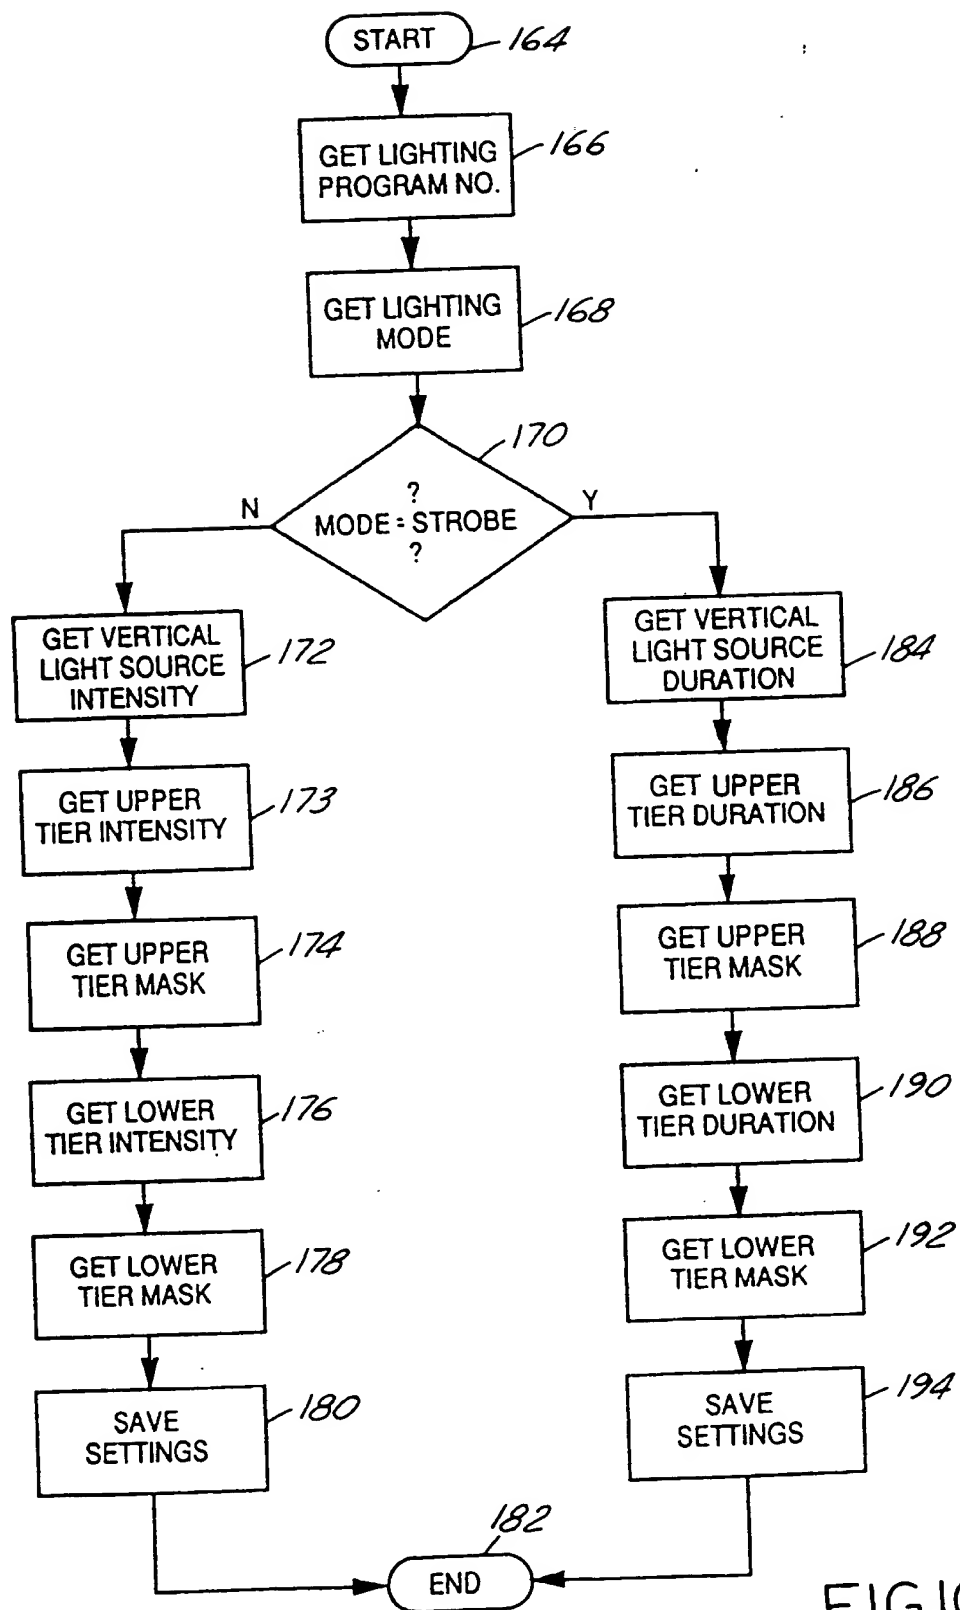 START
164
GET LIGHTING
PROGRAM NO.
166
GET LIGHTING
MODE
168
170
?
MODE = STROBE
?
N
Y
GET VERTICAL
LIGHT SOURCE
INTENSITY
172
GET UPPER
TIER INTENSITY
173
GET UPPER
TIER MASK
174
GET LOWER
TIER INTENSITY
176
GET LOWER
TIER MASK
178
SAVE
SETTINGS
180
GET VERTICAL
LIGHT SOURCE
DURATION
184
GET UPPER
TIER DURATION
186
GET UPPER
TIER MASK
188
GET LOWER
TIER DURATION
190
GET LOWER
TIER MASK
192
SAVE
SETTINGS
194
182
END